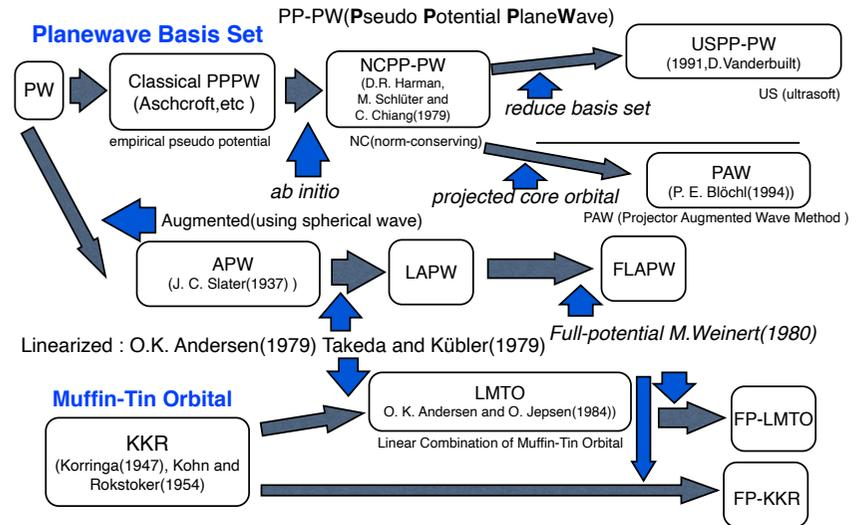 PP-PW(Pseudo Potential PlaneWave)
Planewave Basis Set
PW
Classical PPPW
(Aschcroft,etc )
empirical pseudo potential
NCPP-PW
(D.R. Harman,
M. Schlüter and
C. Chiang(1979)
NC(norm-conserving)
USPP-PW
(1991,D.Vanderbuilt)
US (ultrasoft)
reduce basis set
ab initio
projected core orbital
PAW
(P. E. Blöchl(1994))
PAW (Projector Augmented Wave Method )
Augmented(using spherical wave)
APW
(J. C. Slater(1937) )
LAPW
FLAPW
Full-potential M.Weinert(1980)
Linearized : O.K. Andersen(1979) Takeda and Kübler(1979)
Muffin-Tin Orbital
KKR
(Korringa(1947), Kohn and
Rokstoker(1954)
LMTO
O. K. Andersen and O. Jepsen(1984))
Linear Combination of Muffin-Tin Orbital
FP-LMTO
FP-KKR